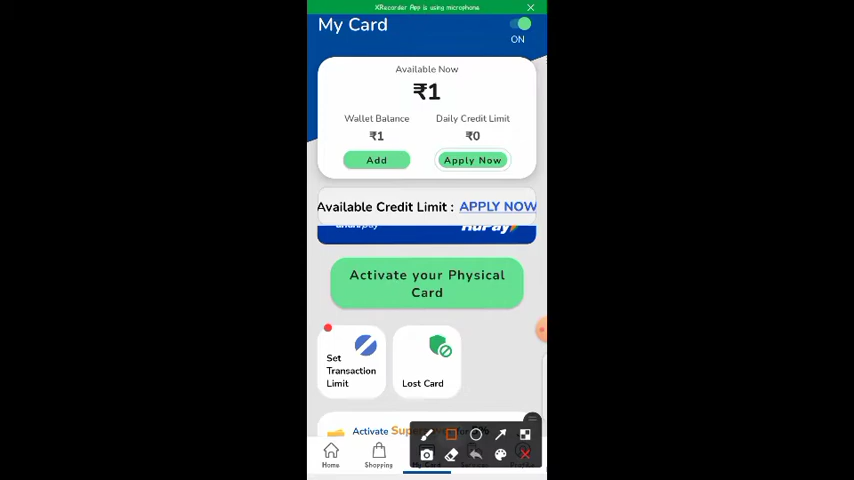 XRecorder App is using microphone
My Card
ON
Available Now
₹1
Wallet Balance
Daily Credit Limit
₹1
₹0
Add
Apply Now
Available Credit Limit : APPLY NOW
RuPay
Activate your Physical
Card
Set
Transaction
Limit
Lost Card
Activate
Home
Shopping
My Card